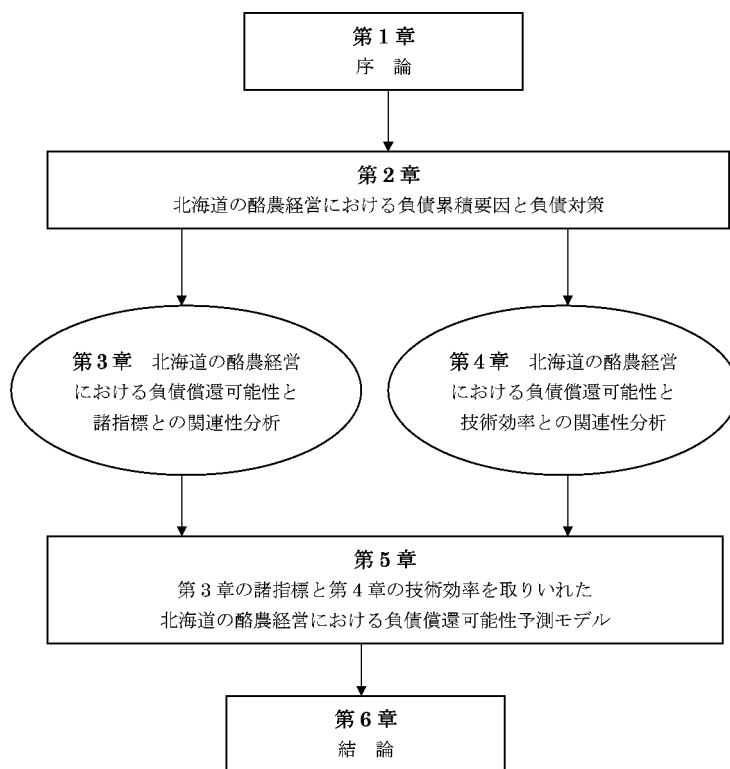 第1章
序　論
第2章
北海道の酪農経営における負債累積要因と負債対策
第3章　北海道の酪農経営
における負債償還可能性と
諸指標との関連性分析
第4章　北海道の酪農経営
における負債償還可能性と
技術効率との関連性分析
第5章
第3章の諸指標と第4章の技術効率を取りいれた
北海道の酪農経営における負債償還可能性予測モデル
第6章
結　論